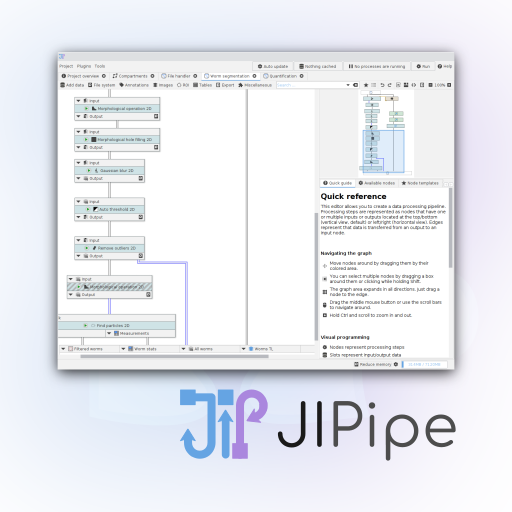 Project Plugins Tools
Auto update
Nothing cached
No processes are running
Run
Help
Project overview
Compartments
File handler
Worm segmentation
Quantification
Add data
File system
Annotations
Images
ROI
Tables
Export
Miscellaneous
100%
Input
Morphological operation 2D
Output
Input
Morphological hole filling 2D
Output
Input
Gaussian blur 2D
Output
Input
Auto Threshold 2D
Output
Input
Remove outliers 2D
Output
Input
Morphological operation 2D
Output
Find particles 2D
Measurements
Filtered worms
Worm stats
All worms
Worms TL
Quick guide
Available nodes
Node templates
Quick reference
This editor allows you to create a data processing pipeline.
Processing steps are represented as nodes that have one
or multiple inputs or outputs located at the top/bottom
(vertical view, default) or left/right (horizontal view). Edges
represent that data is transferred from an output to an
input node.
Navigating the graph
Move nodes around by dragging them by their
colored area.
You can select multiple nodes by dragging a box
around them or clicking while holding shift.
The graph area expands in all directions. Just drag a
node to the edge.
Drag the middle mouse button or use the scroll bars
to navigate around.
Hold Ctrl and scroll to zoom in and out.
Visual programming
Nodes represent processing steps
Slots represent input/output data
Reduce memory
JIPipe